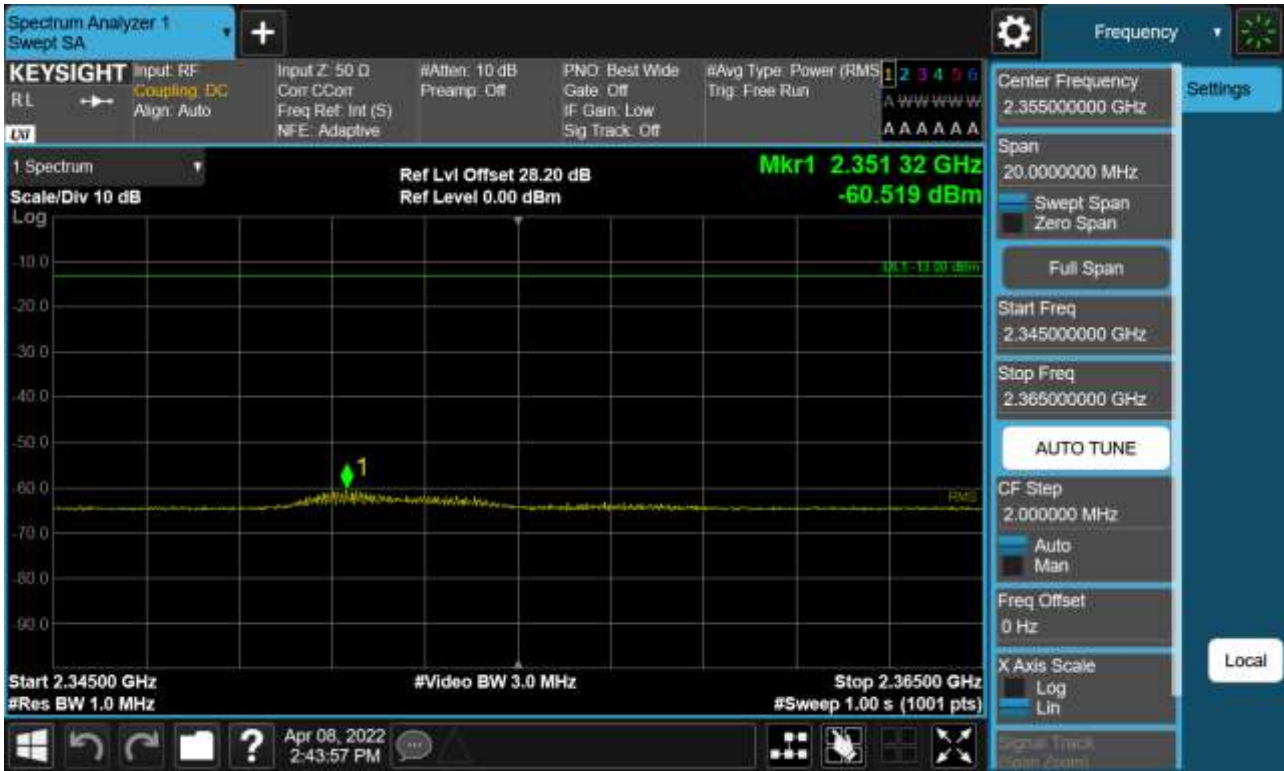 Spectrum Analyzer 1
Swept SA
+
Frequency
KEYSIGHT
RL
LXI
Input: RF
Coupling: DC
Align: Auto
Input Z: 50 Ω
Corr CCorr
Freq Ref: Int (S)
NFE: Adaptive
#Atten: 10 dB
Preamp: Off
PNO: Best Wide
Gate: Off
IF Gain: Low
Sig Track: Off
#Avg Type: Power (RMS
Trig: Free Run
1 2 3 4 5 6
A W W W W W
A A A A A A
1 Spectrum
Scale/Div 10 dB
Log
Ref Lvl Offset 28.20 dB
Ref Level 0.00 dBm
Mkr1 2.351 32 GHz
-60.519 dBm
DL1 -13.00 dBm
-10.0
-20.0
-30.0
-40.0
-50.0
-60.0
-70.0
-80.0
-90.0
1
RMS
Start 2.34500 GHz
#Res BW 1.0 MHz
#Video BW 3.0 MHz
Stop 2.36500 GHz
#Sweep 1.00 s (1001 pts)
Center Frequency
2.355000000 GHz
Span
20.0000000 MHz
Swept Span
Zero Span
Full Span
Start Freq
2.345000000 GHz
Stop Freq
2.365000000 GHz
AUTO TUNE
CF Step
2.000000 MHz
Auto
Man
Freq Offset
0 Hz
X Axis Scale
Log
Lin
Signal Track
(Span Zoom)
Settings
Local
?
Apr 08, 2022
2:43:57 PM